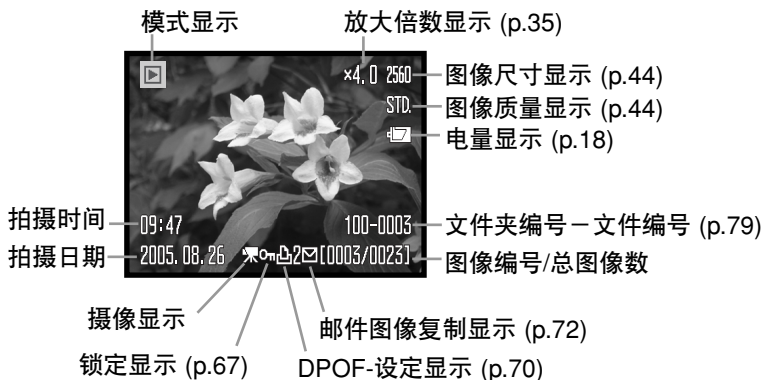 模式显示
放大倍数显示 (p.35)
×4.0 2560
图像尺寸显示 (p.44)
STD.
图像质量显示 (p.44)
电量显示 (p.18)
拍摄时间
09:47
100-0003
文件夹编号－文件编号 (p.79)
拍摄日期
2005.08.26
2
[0003/0023]
图像编号/总图像数
摄像显示
邮件图像复制显示 (p.72)
锁定显示 (p.67)
DPOF-设定显示 (p.70)